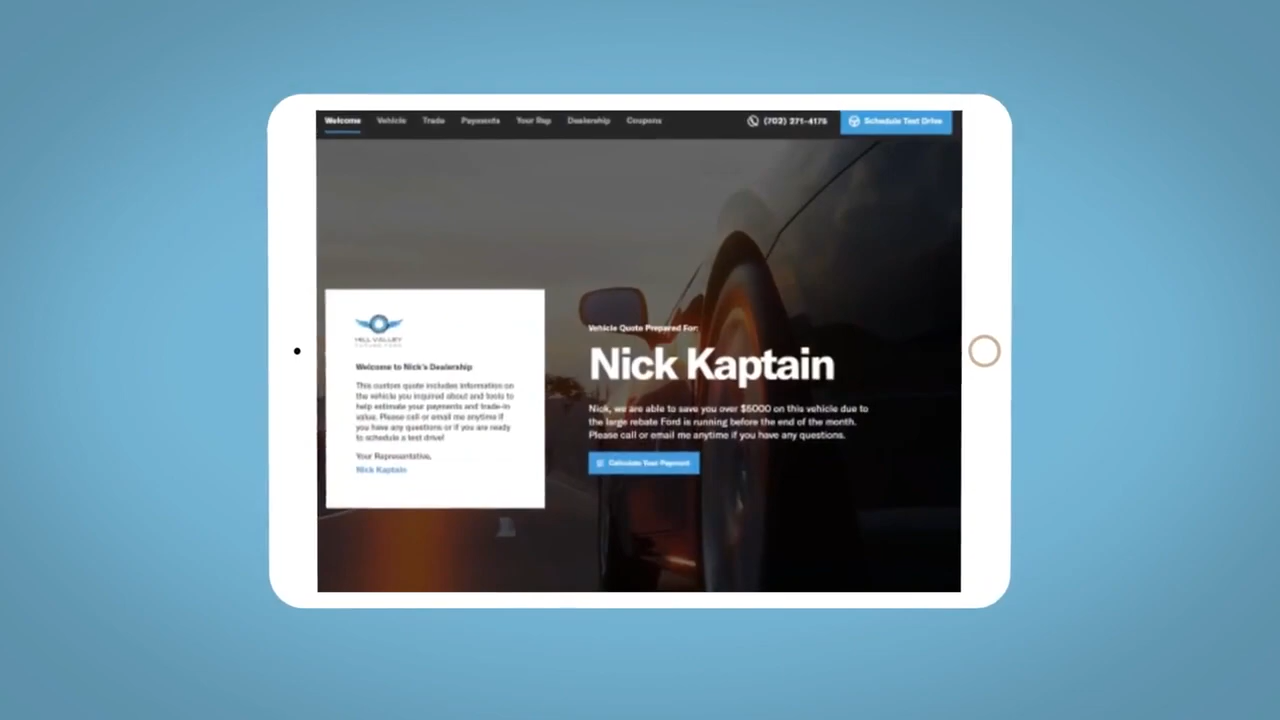 Welcome Vehicle Trade Payments Your Rep Dealership Coupons (702) 271-4175 Schedule Test Drive
HILL VALLEY
Welcome to Nick's Dealership
This custom quote includes information on
the vehicle you inquired about and tools to
help estimate your payments and trade-in
value. Please call or email me anytime if
you have any questions or if you are ready
to schedule a test drive!
Your Representative,
Nick Kaptain
Vehicle Quote Prepared For:
Nick Kaptain
Nick, we are able to save you over $5000 on this vehicle due to
the large rebate Ford is running before the end of the month.
Please call or email me anytime if you have any questions.
Calculate Your Payment